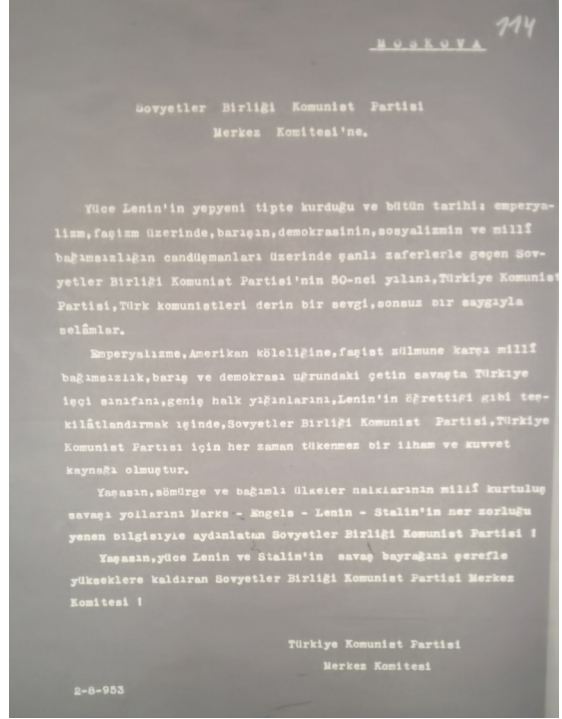 114
MOSKOVA
Sovyetler Birliği Komunist Partisi
Merkez Komitesi'ne.
Yüce Lenin'in yepyeni tipte kurduğu ve bütün tarihi: emperya-
lizm,faşizm üzerinde,barışın,demokrasinin,sosyalizmin ve millî
bağımsızlığın candüşmanları üzerinde şanlı zaferlerle geçen Sov-
yetler Birliği Komunist Partisi'nin 50-nci yılını,Türkiye Komunist
Partisi,Türk komunistleri derin bir sevgi,sonsuz bir saygıyla
selâmlar.
Emperyalizme,Amerikan köleliğine,faşist zülmune karşı millî
bağımsızlık,barış ve demokrası uğrundaki çetin savaşta Türkiye
işçi sınıfını,geniş halk yığınlarını,Lenin'in öğrettiği gibi teş-
kilâtlandırmak işinde,Sovyetler Birliği Komunist Partisi,Türkiye
Komunist Partısı için her zaman tükenmez bir ilham ve kuvvet
kaynağı olmuştur.
Yaşasın,sömürge ve bağımlı ülkeler halklarının millî kurtuluş
savaşı yollarını Marks - Engels - Lenin - Stalin'in her zorluğu
yenen bilgisiyle aydınlatan Sovyetler Birliği Komunist Partisi !
Yaşasın,yüce Lenin ve Stalin'in savaş bayrağını şerefle
yükseklere kaldıran Sovyetler Birliği Komunist Partisi Merkez
Komitesi !
Türkiye Komunist Partisi
Merkez Komitesi
2-8-953